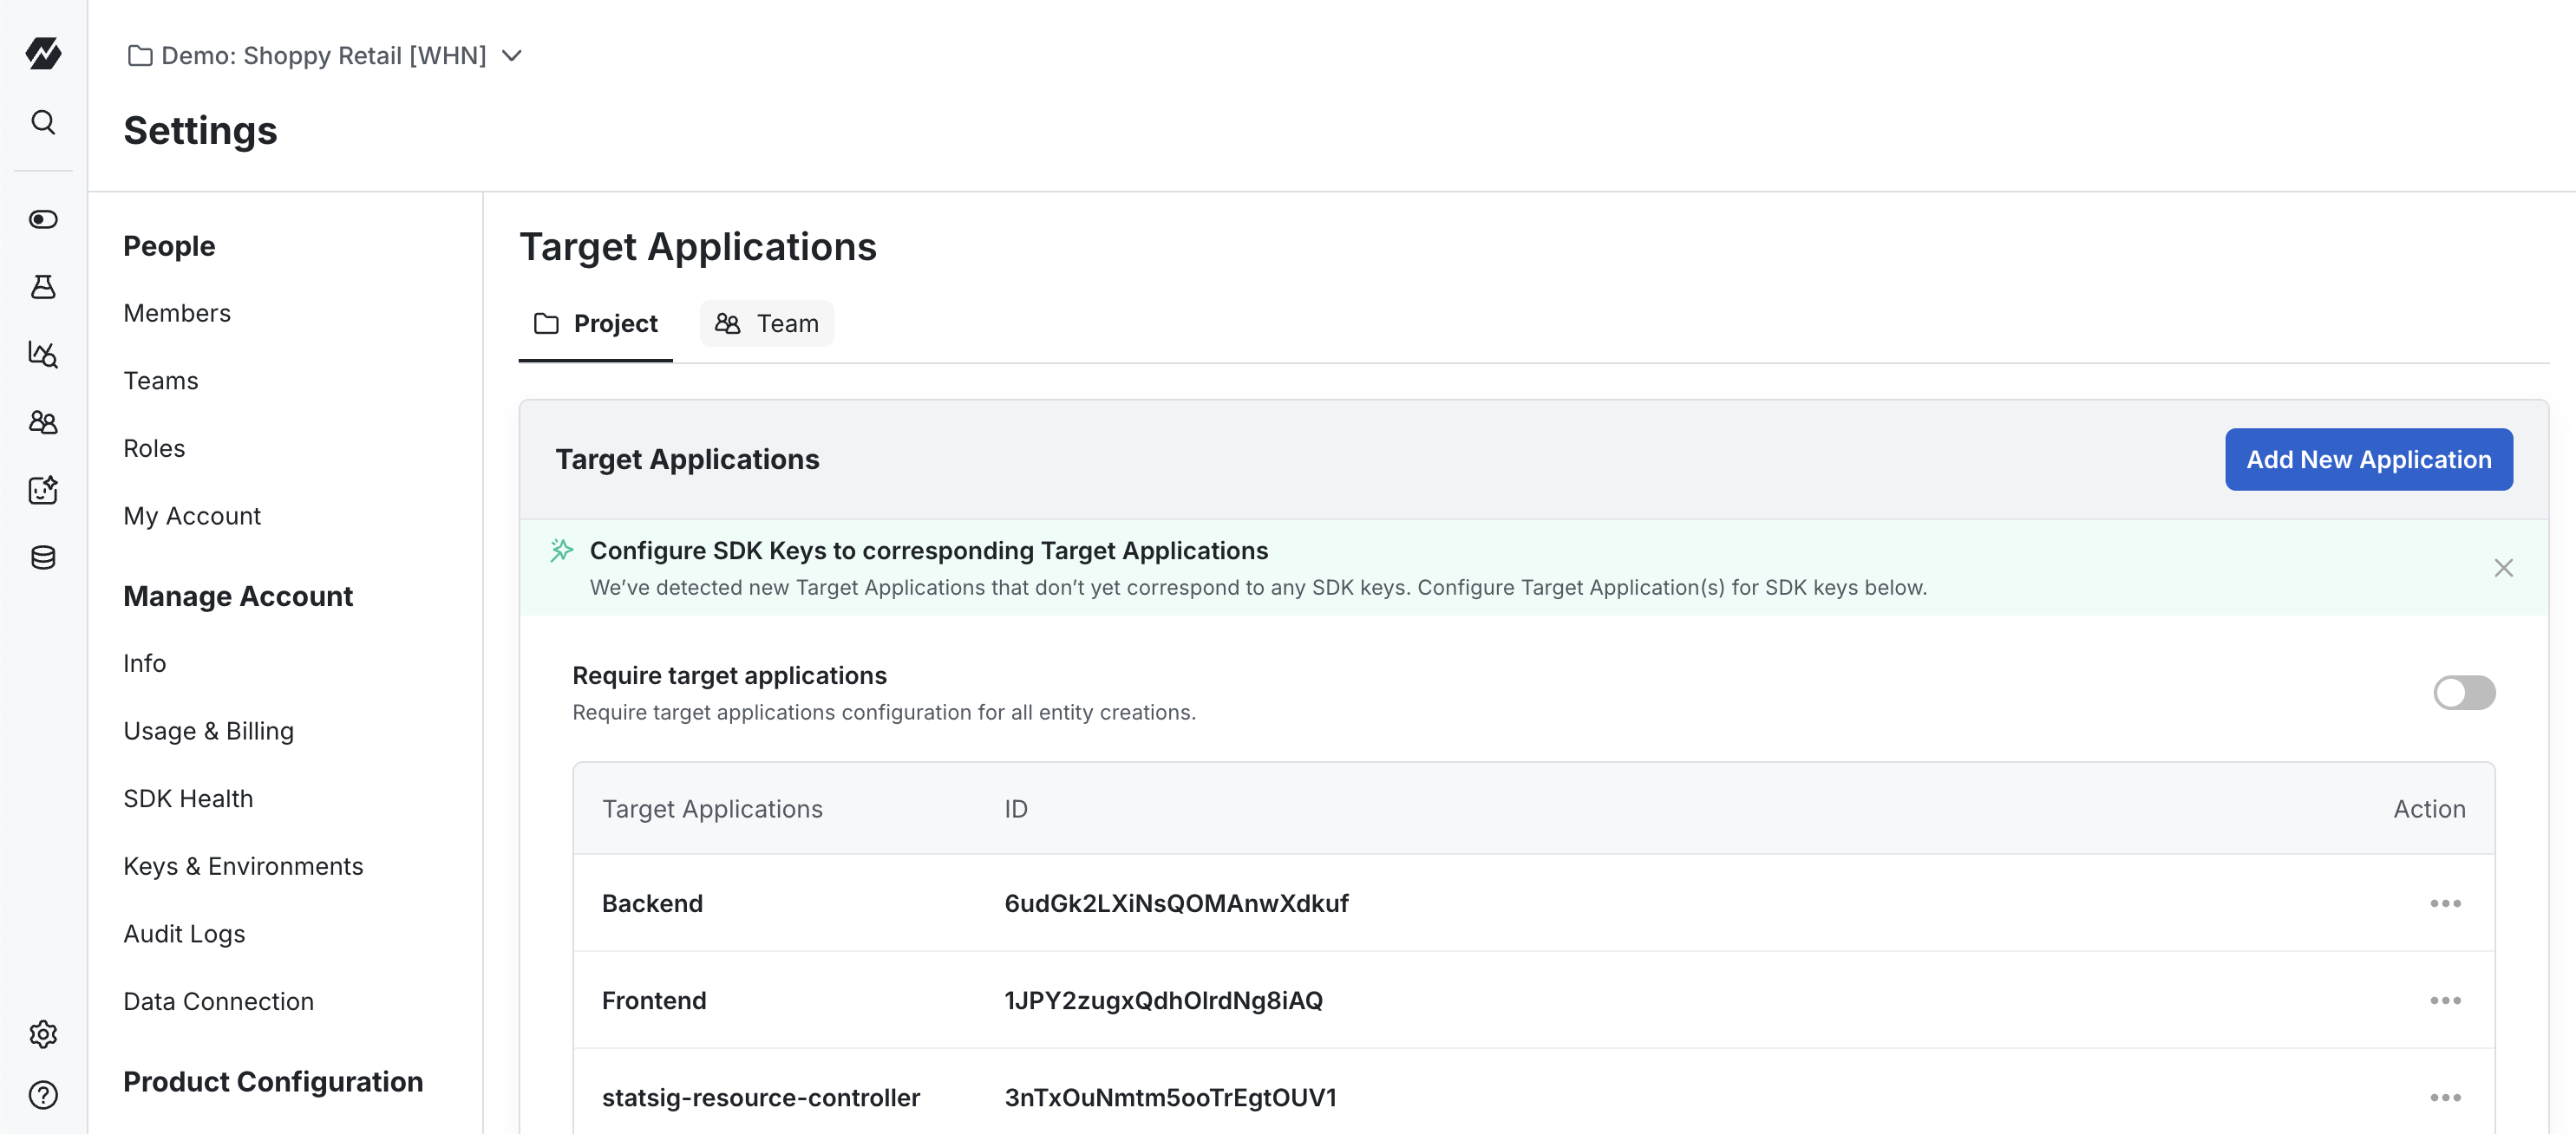 Demo: Shoppy Retail [WHN]
Settings
People
Members
Teams
Roles
My Account
Manage Account
Info
Usage & Billing
SDK Health
Keys & Environments
Audit Logs
Data Connection
Product Configuration
Target Applications
Project
Team
Target Applications
Add New Application
Configure SDK Keys to corresponding Target Applications
We’ve detected new Target Applications that don’t yet correspond to any SDK keys. Configure Target Application(s) for SDK keys below.
Require target applications
Require target applications configuration for all entity creations.
Target Applications ID Action
Backend 6udGk2LXiNsQOMAnwXdkuf
Frontend 1JPY2zugxQdhOlrdNg8iAQ
statsig-resource-controller 3nTxOuNmtm5ooTrEgtOUV1